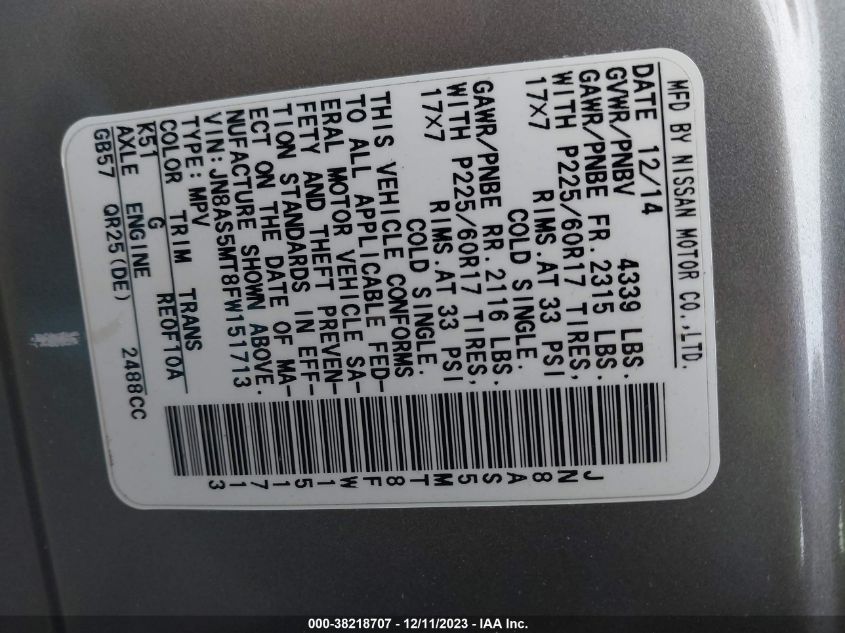 MFD BY NISSAN MOTOR CO.,LTD.
DATE 12/14
GVWR/PNBV 4339 LBS.
GAWR/PNBE FR. 2315 LBS.
WITH P225/60R17 TIRES,
17X7 RIMS.AT 33 PSI
COLD SINGLE.
GAWR/PNBE RR. 2116 LBS.
WITH P225/60R17 TIRES,
17X7 RIMS.AT 33 PSI
COLD SINGLE.
THIS VEHICLE CONFORMS
TO ALL APPLICABLE FED-
ERAL MOTOR VEHICLE SA-
FETY AND THEFT PREVEN-
TION STANDARDS IN EFF-
ECT ON THE DATE OF MA-
NUFACTURE SHOWN ABOVE.
VIN: JN8AS5MT8FW151713
TYPE: MPV
COLOR TRIM TRANS
K51 G RE0F10A
AXLE ENGINE
GB57 QR25(DE) 2488CC
JN8AS5MT8FW151713
000-38218707 - 12/11/2023 - IAA Inc.